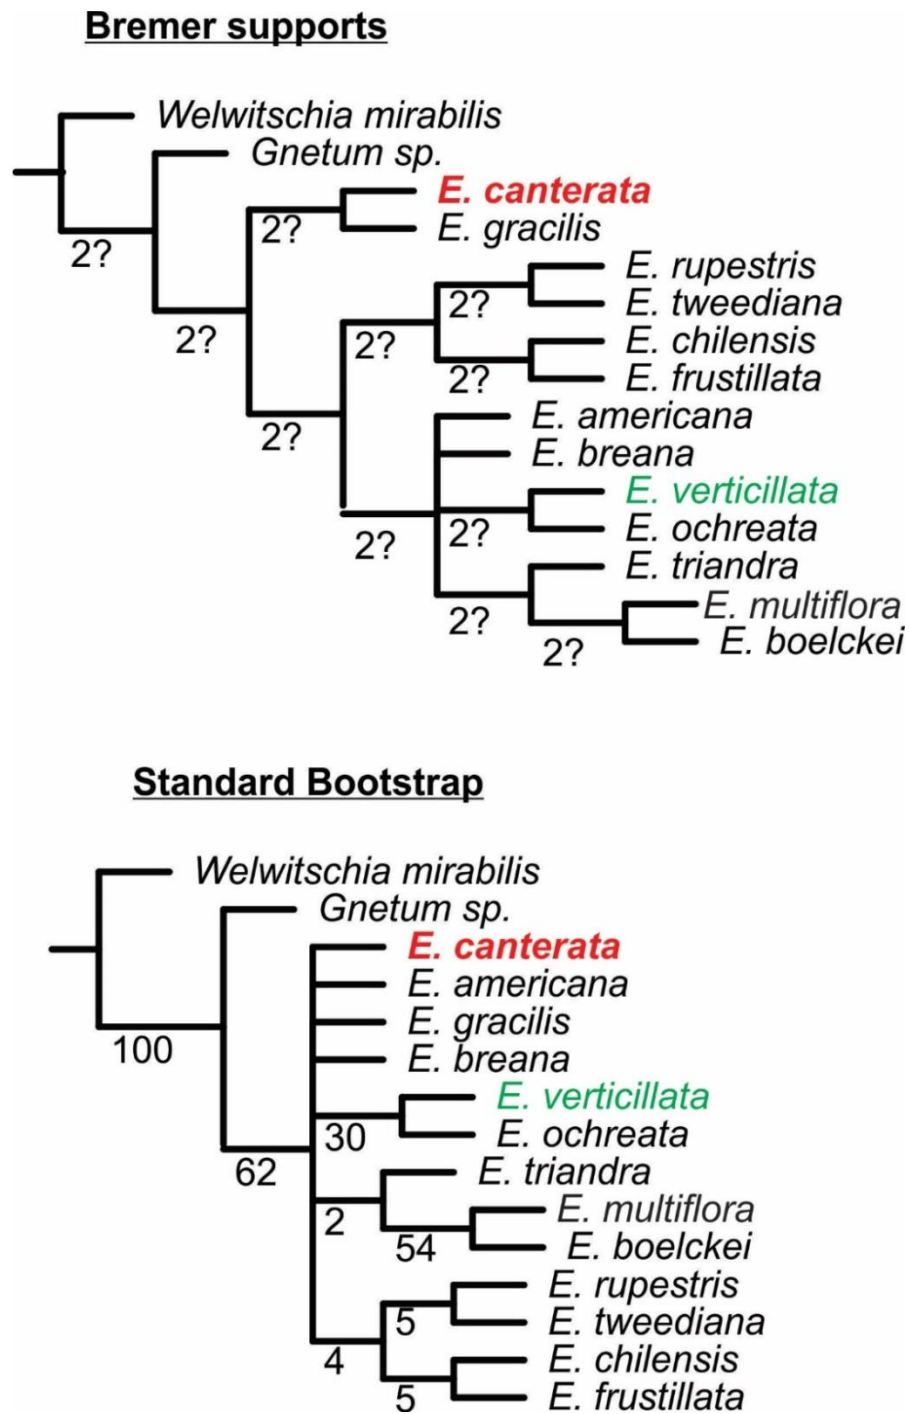 Bremer supports
Welwitschia mirabilis
Gnetum sp.
E. canterata
2?
E. gracilis
2?
E. rupestris
2?
E. tweediana
2?
2?
E. chilensis
2?
E. frustillata
E. americana
2?
E. breana
E. verticillata
2?
2?
E. ochreata
E. triandra
E. multiflora
2?
2?
E. boelckei
Standard Bootstrap
Welwitschia mirabilis
Gnetum sp.
E. canterata
E. americana
E. gracilis
100
E. breana
E. verticillata
30
E. ochreata
62
E. triandra
E. multiflora
2
54
E. boelckei
E. rupestris
5
E. tweediana
4
E. chilensis
5
E. frustillata